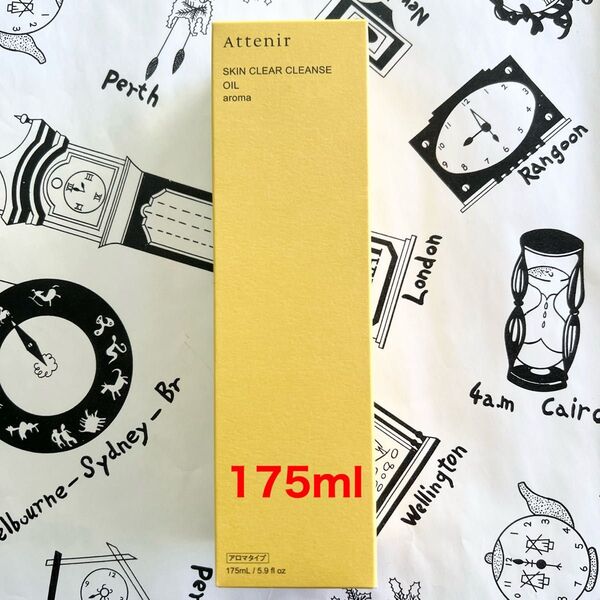 Attenir
SKIN CLEAR CLEANSE
OIL
aroma
175ml
アロマタイプ
175mL / 5.9 fl oz
Perth
Rangoon
London
4a.m Cairo
Wellington
elbourne-Sydney-Br